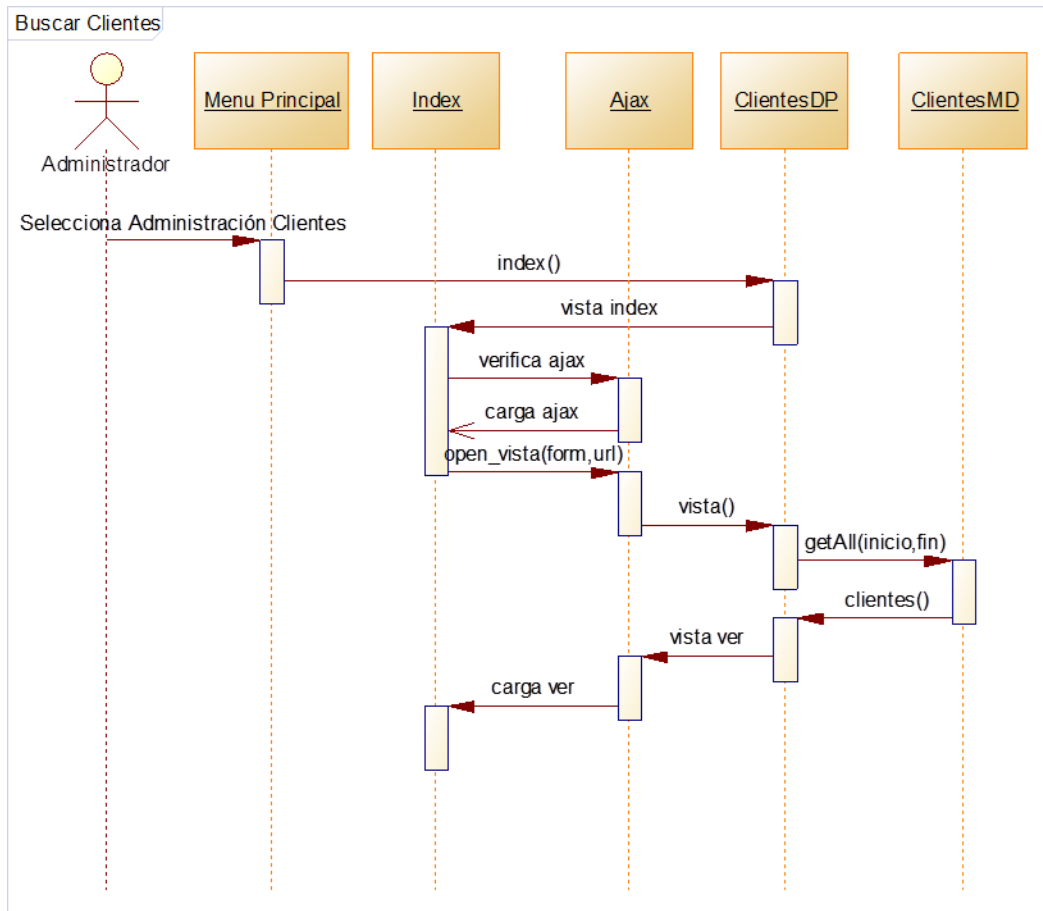 Buscar Clientes
Menu Principal
Index
Ajax
ClientesDP
ClientesMD
Administrador
Selecciona Administración Clientes
index()
vista index
verifica ajax
carga ajax
open_vista(form,url)
vista()
getAll(inicio,fin)
clientes()
vista ver
carga ver